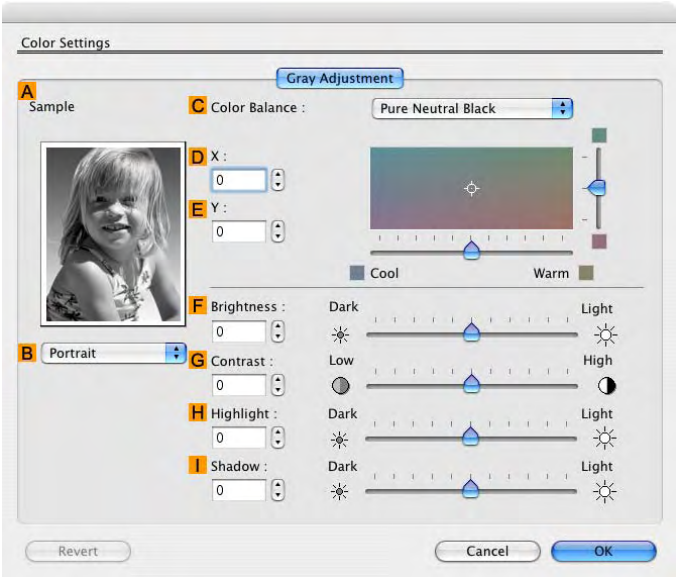 Color Settings
Gray Adjustment
A
Sample
C Color Balance : Pure Neutral Black
D X :
0
E Y :
0
Cool Warm
F Brightness : Dark Light
0
B Portrait
G Contrast : Low High
0
H Highlight : Dark Light
0
I Shadow : Dark Light
0
Revert Cancel OK